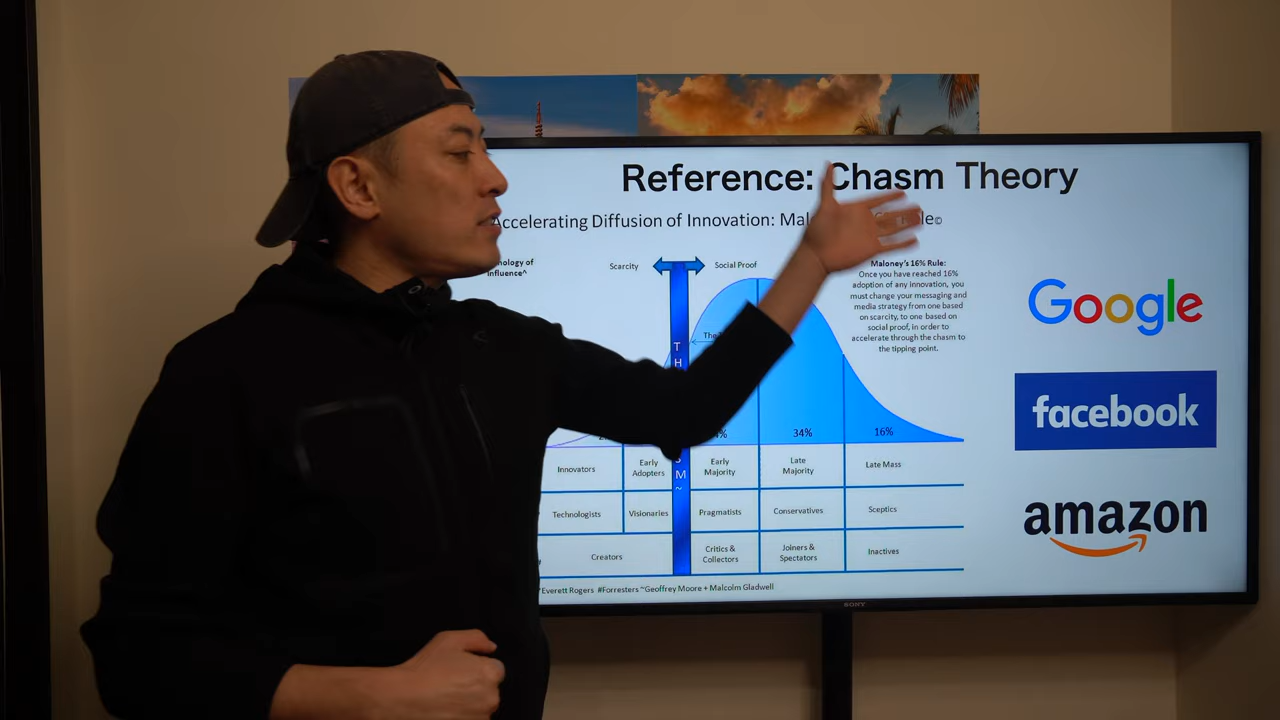 Reference: Chasm Theory
Accelerating Diffusion of Innovation: Mal
Scarcity
Social Proof
Maloney's 16% Rule:
Once you have reached 16%
adoption of any innovation, you
must change your messaging and
media strategy from one based
on scarcity, to one based on
social proof, in order to
accelerate through the chasm to
the tipping point.
T
H
S
M
~
34%
16%
Innovators
Early
Adopters
Early
Majority
Late
Majority
Late Mass
Technologists
Visionaries
Pragmatists
Conservatives
Sceptics
Creators
Critics &
Collectors
Joiners &
Spectators
Inactives
Everett Rogers #Forresters ~Geoffrey Moore + Malcolm Gladwell
Google
facebook
amazon
SONY